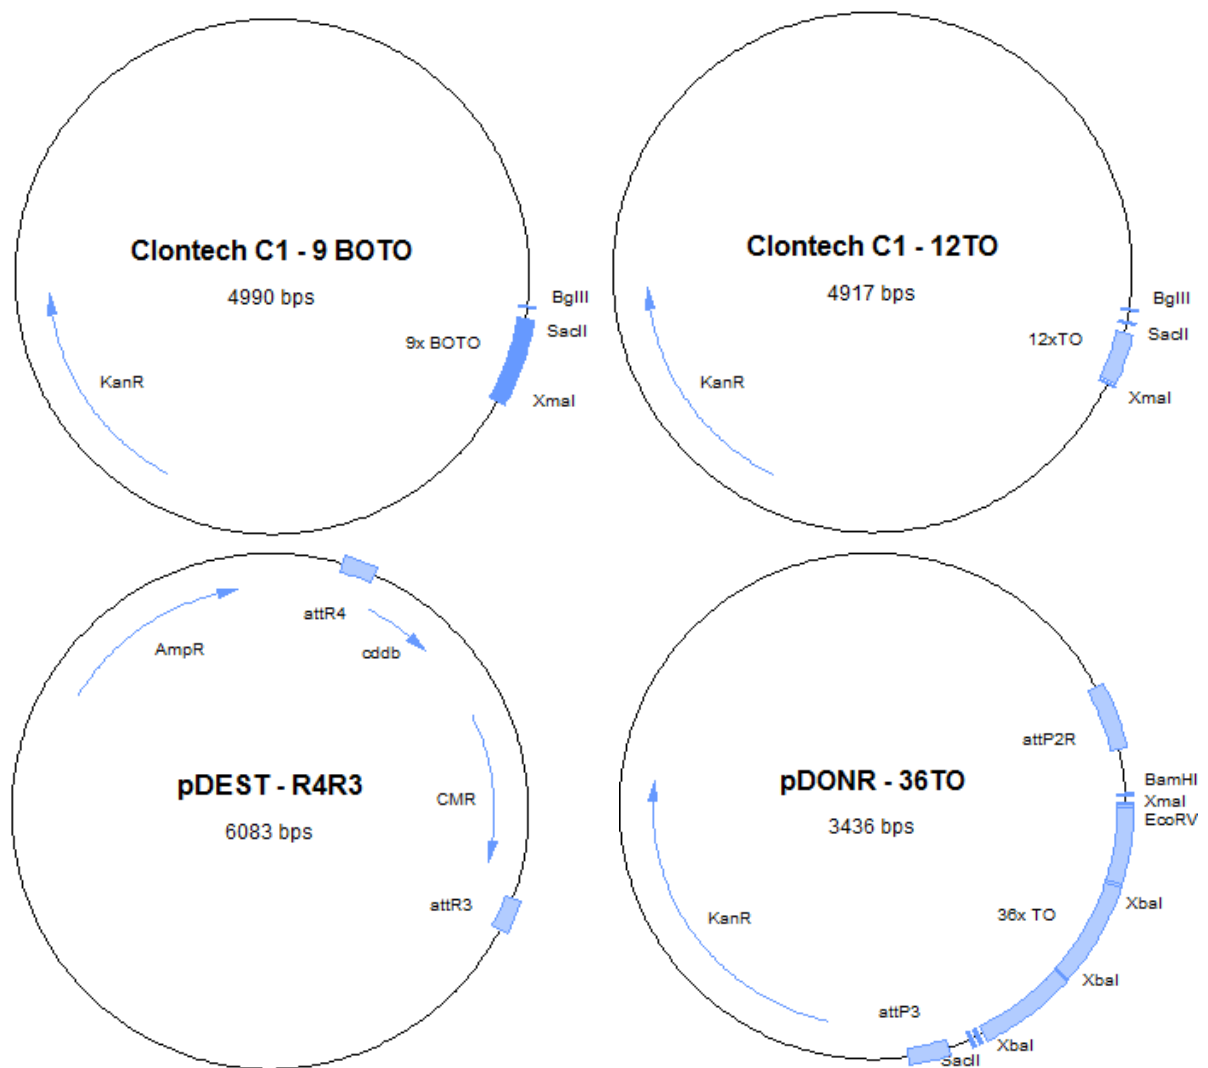 Clontech C1 - 9 BOTO
4990 bps
BglII
SacII
9x BOTO
XmaI
KanR
Clontech C1 - 12TO
4917 bps
BglII
SacII
12xTO
XmaI
KanR
attR4
cddb
AmpR
pDEST - R4R3
6083 bps
CMR
attR3
attP2R
pDONR - 36TO
3436 bps
BamHI
XmaI
EcoRV
XbaI
36x TO
XbaI
KanR
attP3
XbaI
SacII